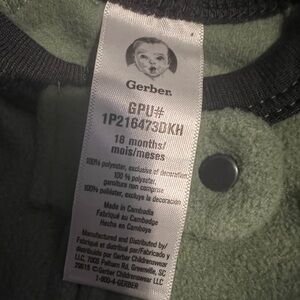 Gerber.
GPU#
1P216473DKH
18 months/
mois/meses
100% polyester, exclusive of decoration
100 % polyester
garniture non comprise
100% poliéster, excluye la decoración
Made in Cambodia
Fabriqué au Cambodge
Hecho en Camboya
Manufactured and Distributed by/
Fabriqué et distribué par/Fabricado y
distribuido por Gerber Childrenswear
LLC, 7005 Pelham Rd. Greenville, SC
29615 ©Gerber Childrenswear LLC
1-800-4-GERBER